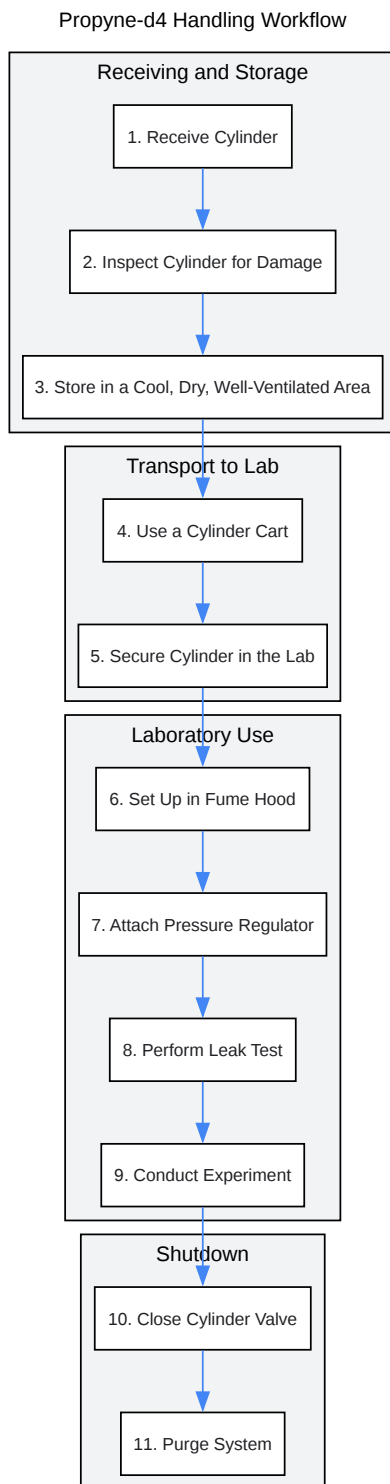 Propyne-d4 Handling Workflow
Receiving and Storage
1. Receive Cylinder
2. Inspect Cylinder for Damage
3. Store in a Cool, Dry, Well-Ventilated Area
Transport to Lab
4. Use a Cylinder Cart
5. Secure Cylinder in the Lab
Laboratory Use
6. Set Up in Fume Hood
7. Attach Pressure Regulator
8. Perform Leak Test
9. Conduct Experiment
Shutdown
10. Close Cylinder Valve
11. Purge System